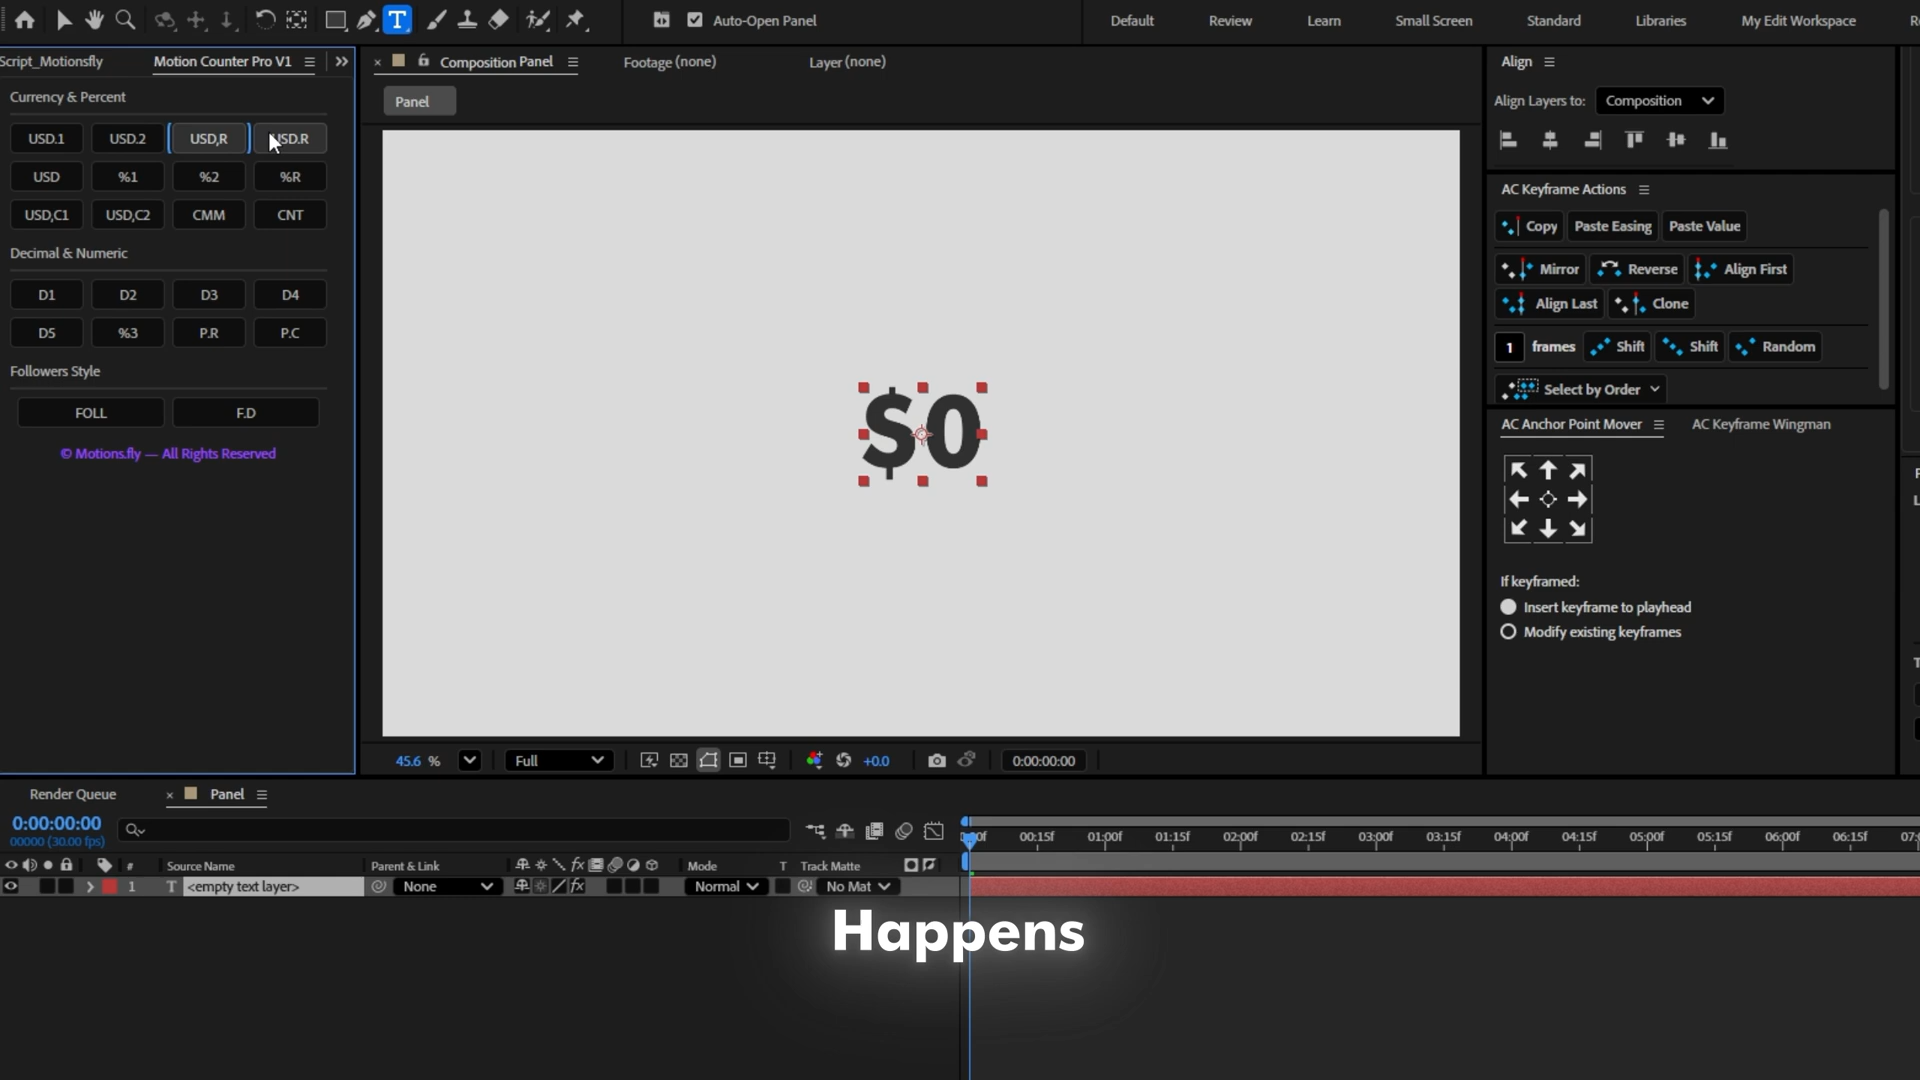 Auto-Open Panel
Default
Review
Learn
Small Screen
Standard
Libraries
My Edit Workspace
Script_Motionsfly
Motion Counter Pro V1
Composition Panel
Footage (none)
Layer (none)
Panel
Align
Align Layers to: Composition
Currency & Percent
USD.1 USD.2 USD,R USD.R
USD %1 %2 %R
USD,C1 USD,C2 CMM CNT
Decimal & Numeric
D1 D2 D3 D4
D5 %3 P.R P.C
Followers Style
FOLL F.D
© Motions.fly — All Rights Reserved
$0
AC Keyframe Actions
Copy Paste Easing Paste Value
Mirror Reverse Align First
Align Last Clone
1 frames Shift Shift Random
Select by Order
AC Anchor Point Mover
AC Keyframe Wingman
If keyframed:
Insert keyframe to playhead
Modify existing keyframes
45.6 %
Full
+0.0
0:00:00:00
Render Queue
Panel
0:00:00:00
00000 (30.00 fps)
00:15f 01:00f 01:15f 02:00f 02:15f 03:00f 03:15f 04:00f 04:15f 05:00f 05:15f 06:00f 06:15f
# Source Name Parent & Link Mode T Track Matte
1 T <empty text layer> None Normal No Mat
Happens